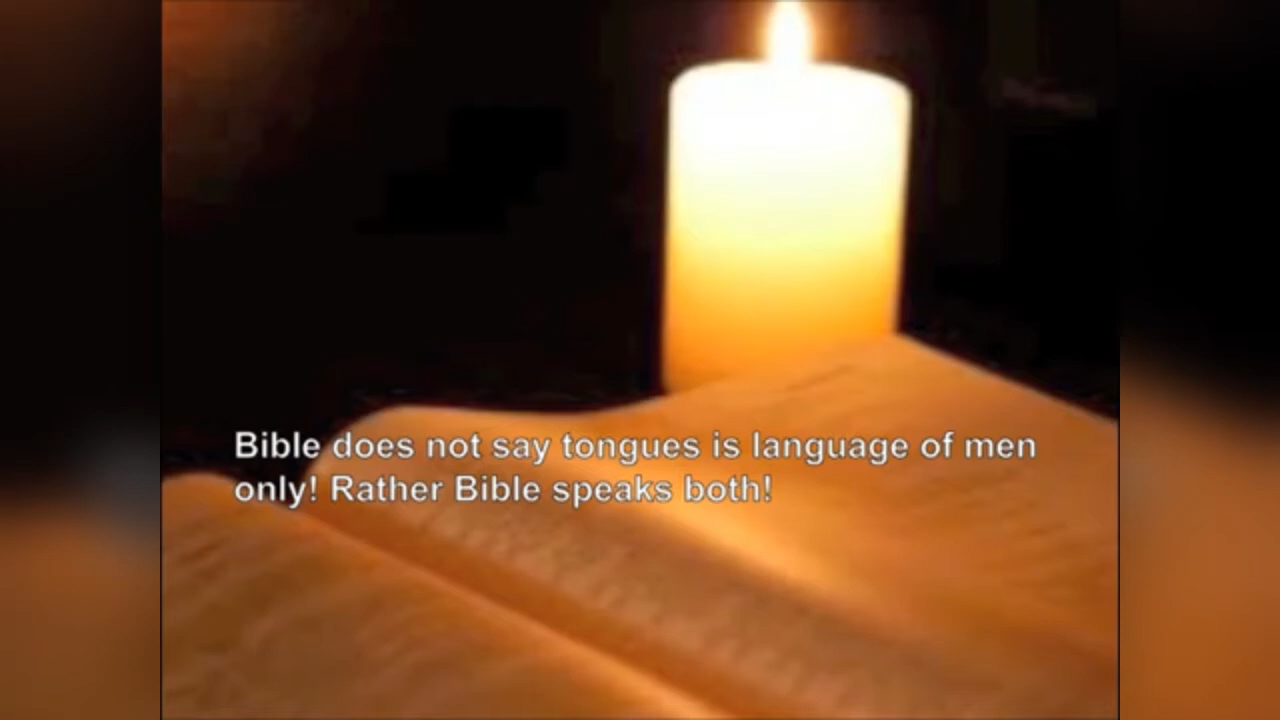 Bible does not say tongues is language of men
only! Rather Bible speaks both!